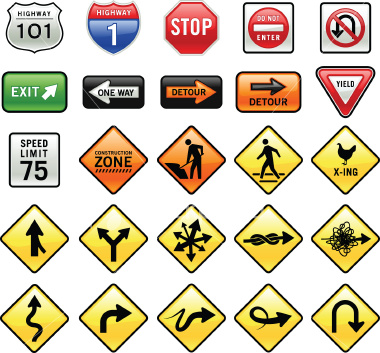 HIGHWAY
101
HIGHWAY
1
STOP
DO NOT
ENTER
EXIT
ONE WAY
DETOUR
DETOUR
YIELD
SPEED
LIMIT
75
CONSTRUCTION
ZONE
X-ING